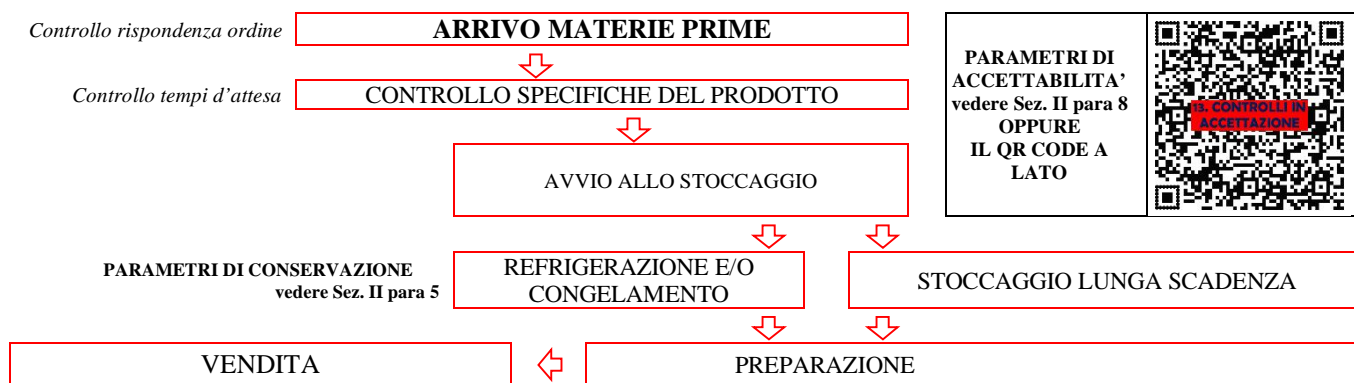 Controllo rispondenza ordine
ARRIVO MATERIE PRIME
Controllo tempi d'attesa
CONTROLLO SPECIFICHE DEL PRODOTTO
AVVIO ALLO STOCCAGGIO
PARAMETRI DI
ACCETTABILITA'
vedere Sez. II para 8
OPPURE
IL QR CODE A
LATO
13. CONTROLLI IN
ACCETTAZIONE
PARAMETRI DI CONSERVAZIONE
vedere Sez. II para 5
REFRIGERAZIONE E/O
CONGELAMENTO
STOCCAGGIO LUNGA SCADENZA
VENDITA
PREPARAZIONE